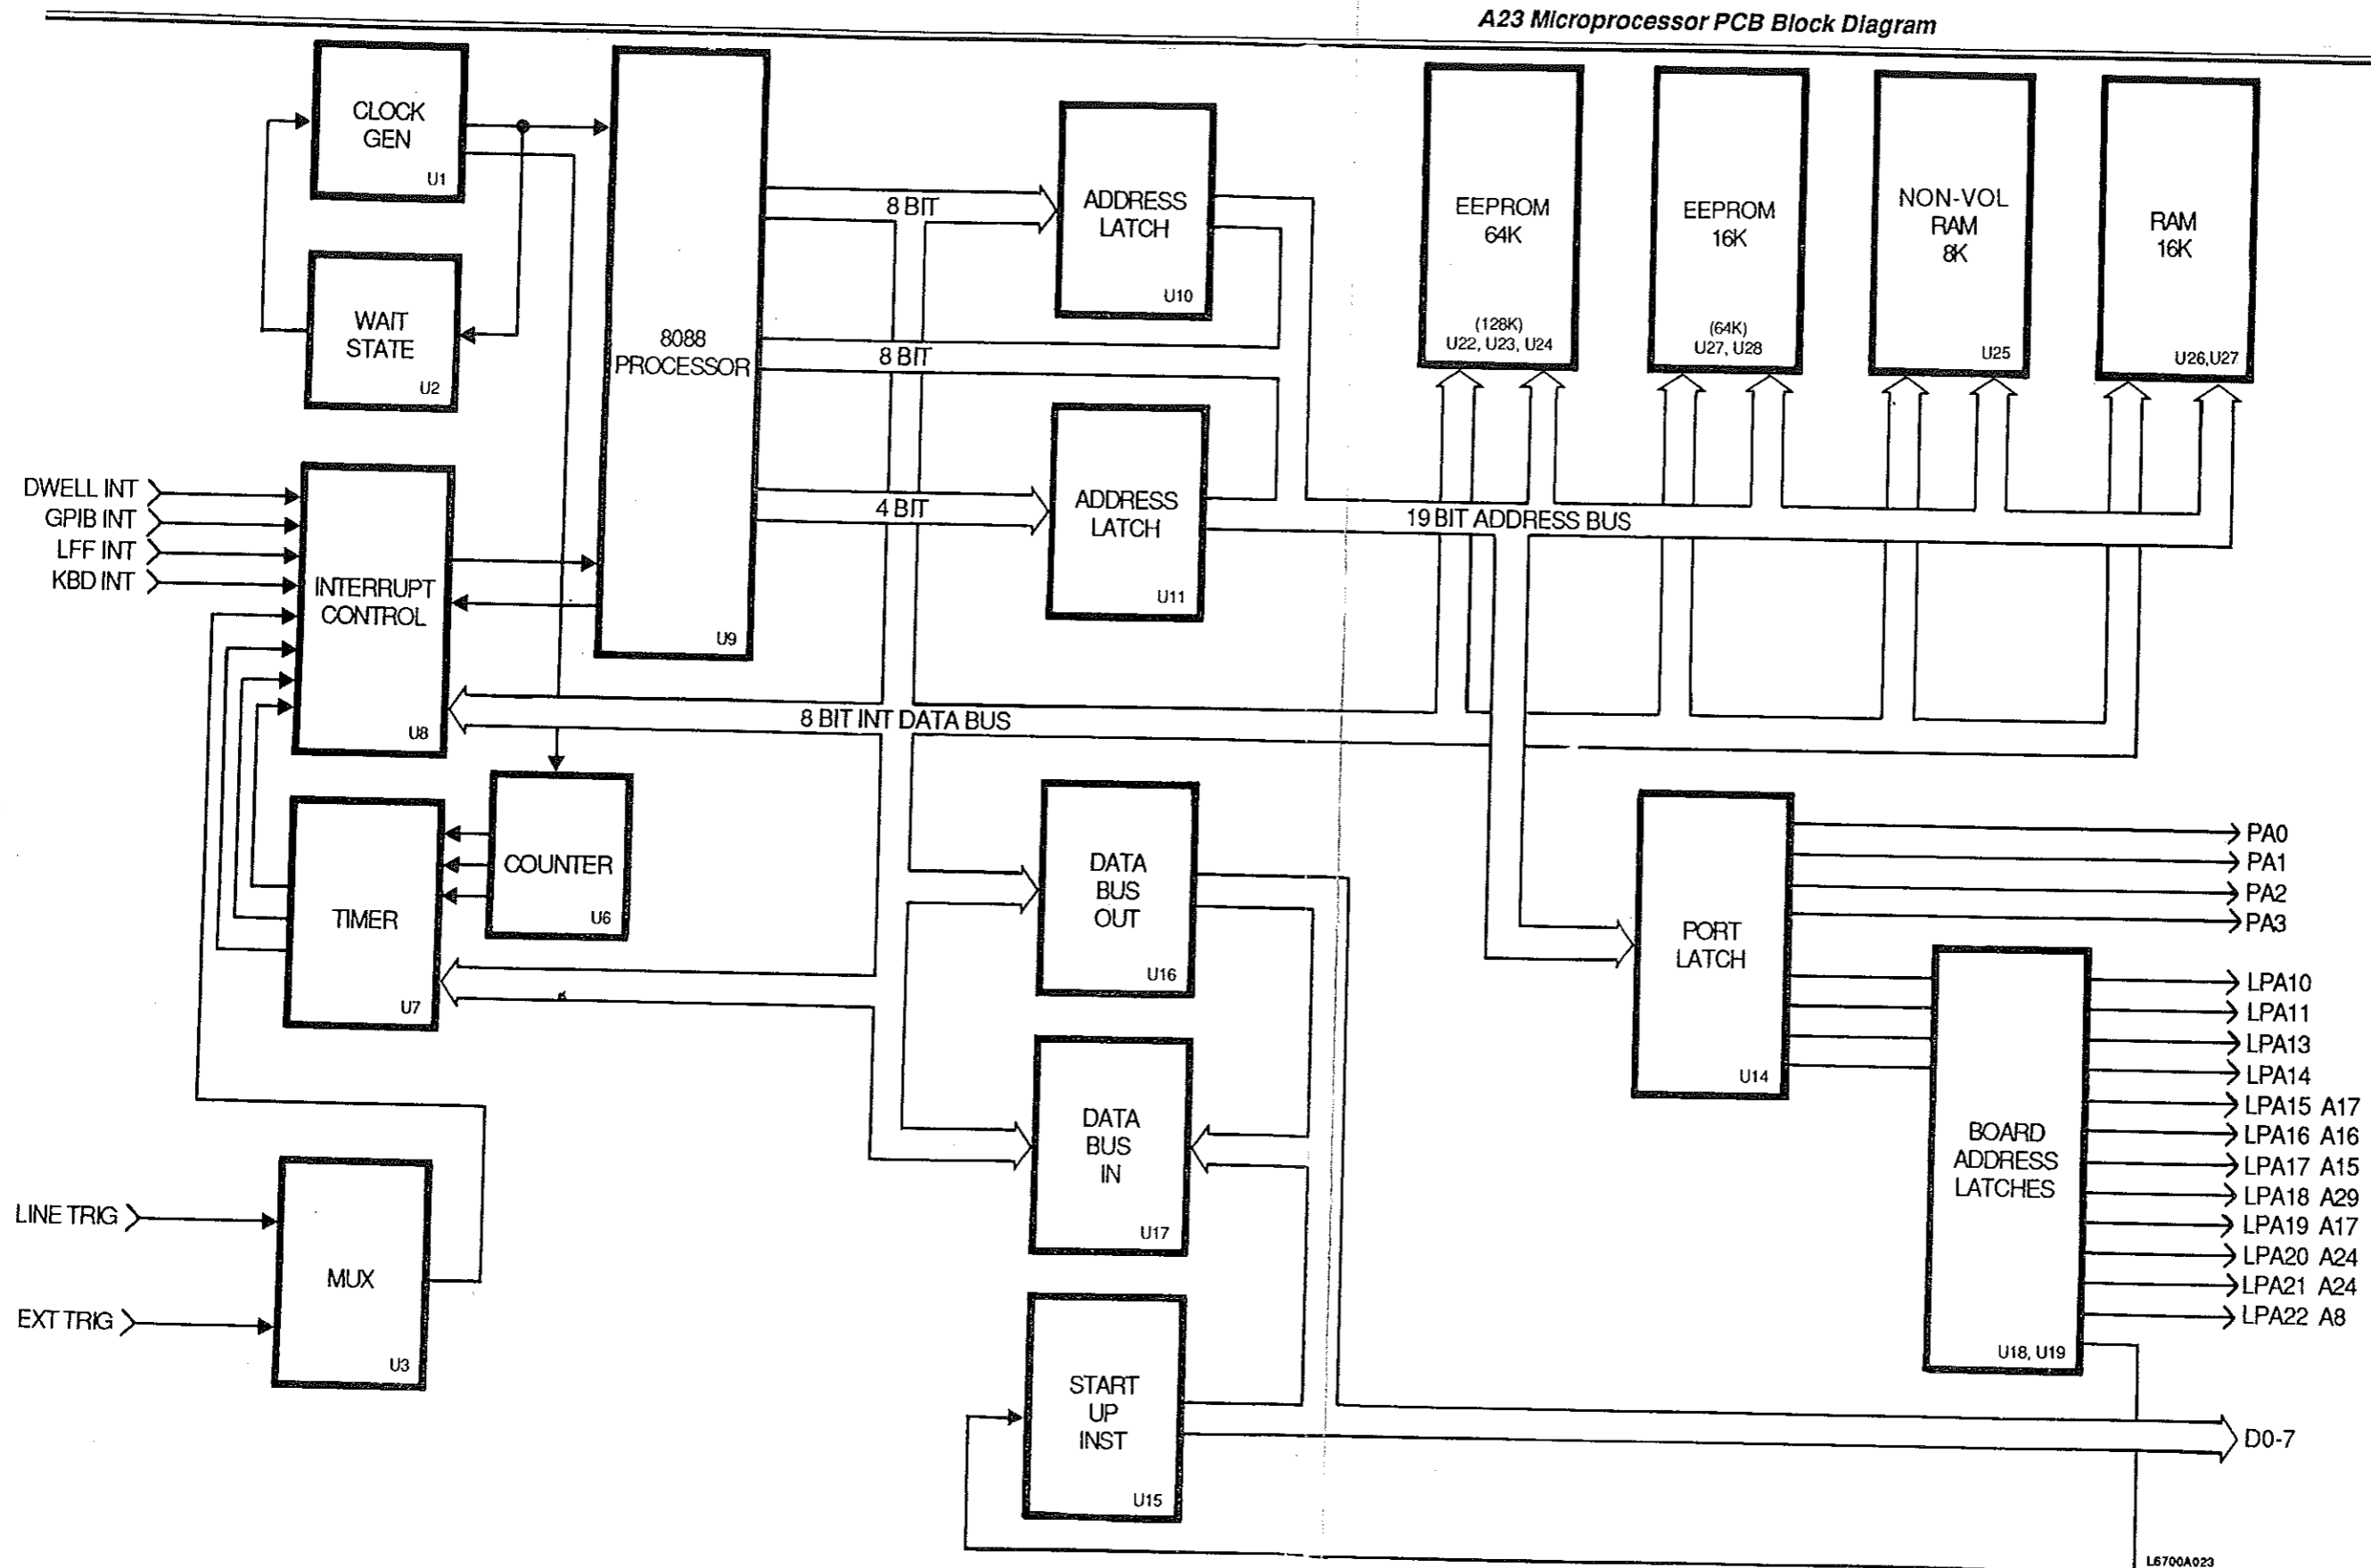 A23 Microprocessor PCB Block Diagram
CLOCK
GEN
U1
WAIT
STATE
U2
8088
PROCESSOR
U9
8 BIT
8 BIT
4 BIT
ADDRESS
LATCH
U10
ADDRESS
LATCH
U11
EEPROM
64K
(128K)
U22, U23, U24
EEPROM
16K
(64K)
U27, U28
NON-VOL
RAM
8K
U25
RAM
16K
U26,U27
DWELL INT
GPIB INT
LFF INT
KBD INT
INTERRUPT
CONTROL
U8
19 BIT ADDRESS BUS
8 BIT INT DATA BUS
TIMER
U7
COUNTER
U6
DATA
BUS
OUT
U16
DATA
BUS
IN
U17
PORT
LATCH
U14
PA0
PA1
PA2
PA3
BOARD
ADDRESS
LATCHES
U18, U19
LPA10
LPA11
LPA13
LPA14
LPA15 A17
LPA16 A16
LPA17 A15
LPA18 A29
LPA19 A17
LPA20 A24
LPA21 A24
LPA22 A8
LINE TRIG
EXT TRIG
MUX
U3
START
UP
INST
U15
D0-7
L6700A023